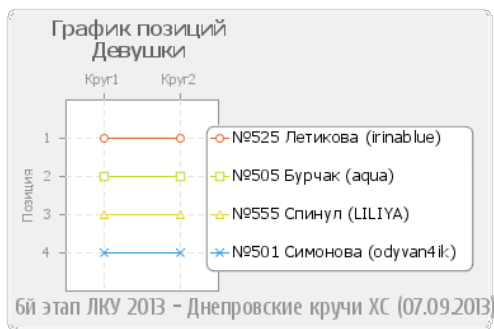 График позиций
Девушки
Круг1 Круг2
Позиция
1
2
3
4
№525 Летикова (irinablue)
№505 Бурчак (aqua)
№555 Спинул (LILIYA)
№501 Симонова (odyvan4ik)
6й этап ЛКУ 2013 - Днепровские кручи ХС (07.09.2013)